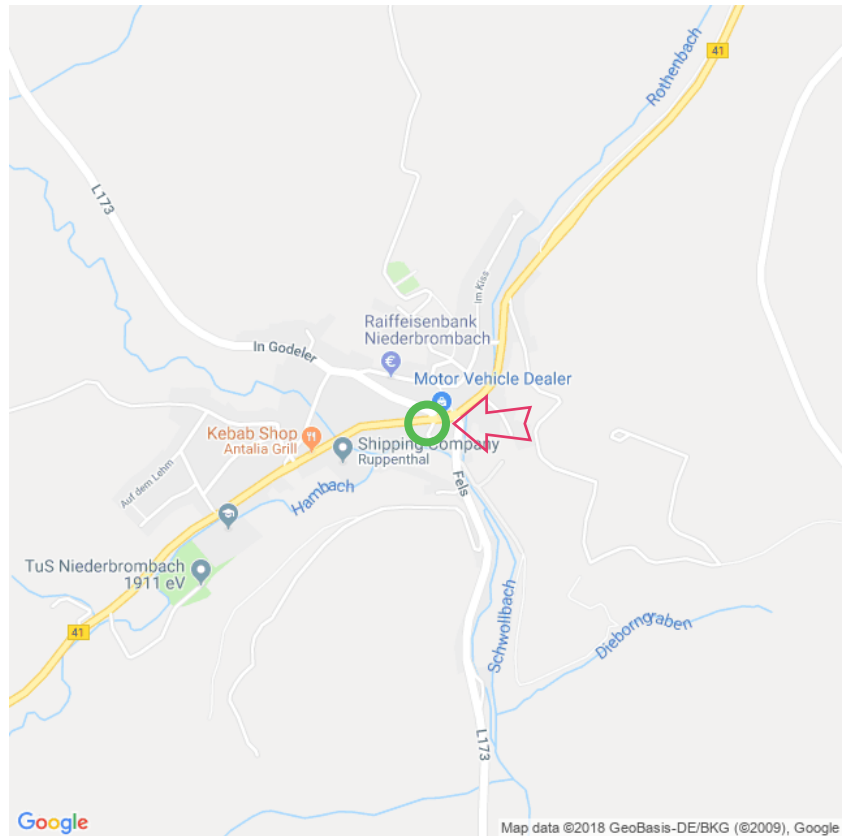 41
Rothenbach
L173
Im Kiss
Raiffeisenbank
Niederbrombach
In Godeler
Motor Vehicle Dealer
Kebab Shop
Antalia Grill
Shipping Company
Ruppenthal
Auf dem Lehm
Fels
Hambach
TuS Niederbrombach
1911 eV
Schwollbach
Dieborngraben
41
L173
Google
Map data ©2018 GeoBasis-DE/BKG (©2009), Google